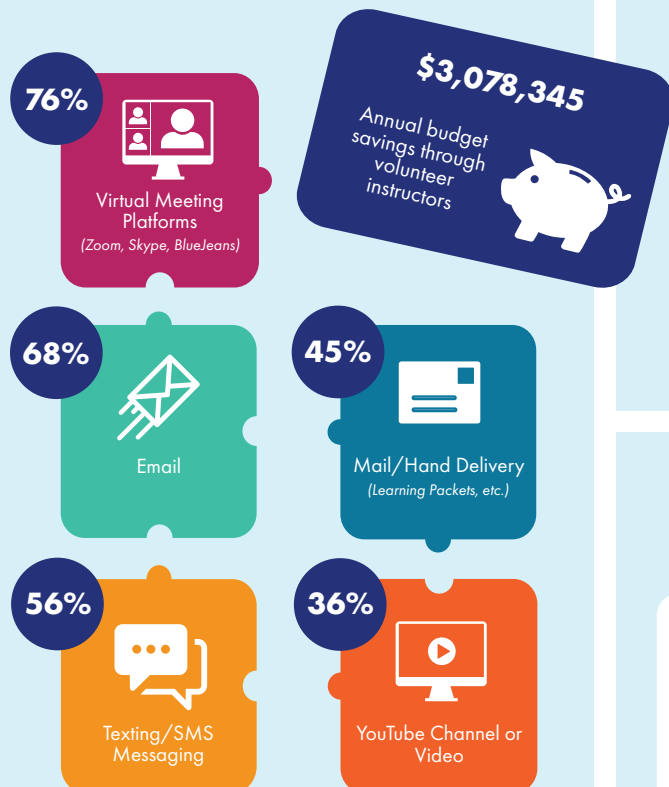 76%
Virtual Meeting
Platforms
(Zoom, Skype, BlueJeans)
$3,078,345
Annual budget
savings through
volunteer
instructors
68%
Email
45%
Mail/Hand Delivery
(Learning Packets, etc.)
56%
Texting/SMS
Messaging
36%
YouTube Channel or
Video